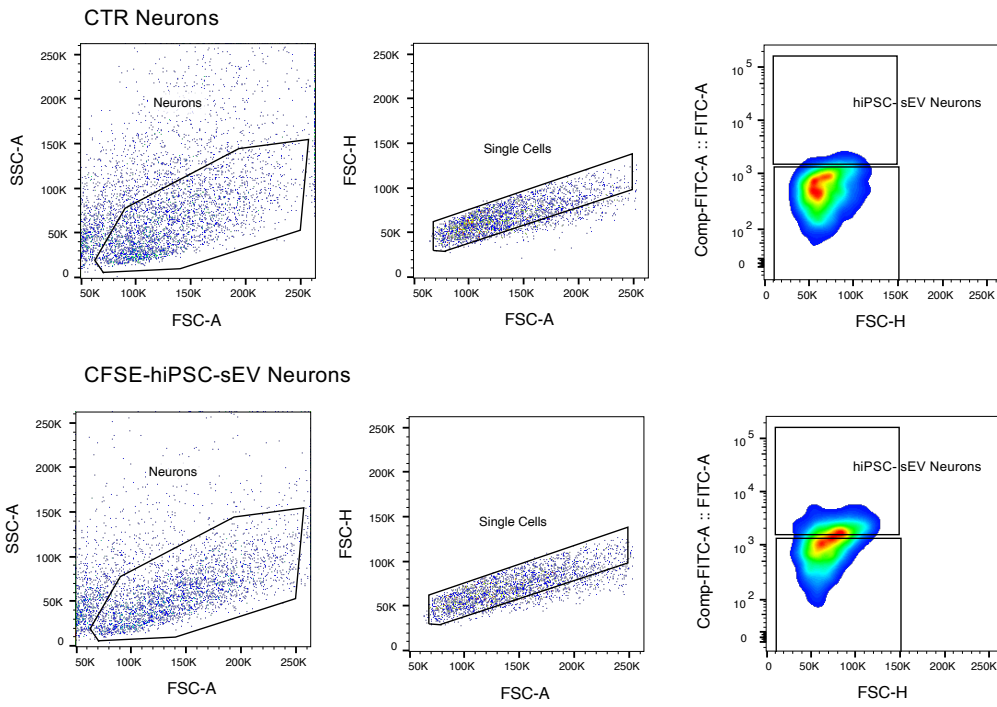 CTR Neurons
SSC-A
250K
200K
150K
100K
50K
0
Neurons
50K 100K 150K 200K 250K
FSC-A
FSC-H
250K
200K
150K
100K
50K
0
Single Cells
50K 100K 150K 200K 250K
FSC-A
Comp-FITC-A :: FITC-A
10^5
10^4
10^3
10^2
0
hiPSC-sEV Neurons
0 50K 100K 150K 200K 250K
FSC-H
CFSE-hiPSC-sEV Neurons
SSC-A
250K
200K
150K
100K
50K
0
Neurons
50K 100K 150K 200K 250K
FSC-A
FSC-H
250K
200K
150K
100K
50K
0
Single Cells
50K 100K 150K 200K 250K
FSC-A
Comp-FITC-A :: FITC-A
10^5
10^4
10^3
10^2
0
hiPSC-sEV Neurons
0 50K 100K 150K 200K 250K
FSC-H